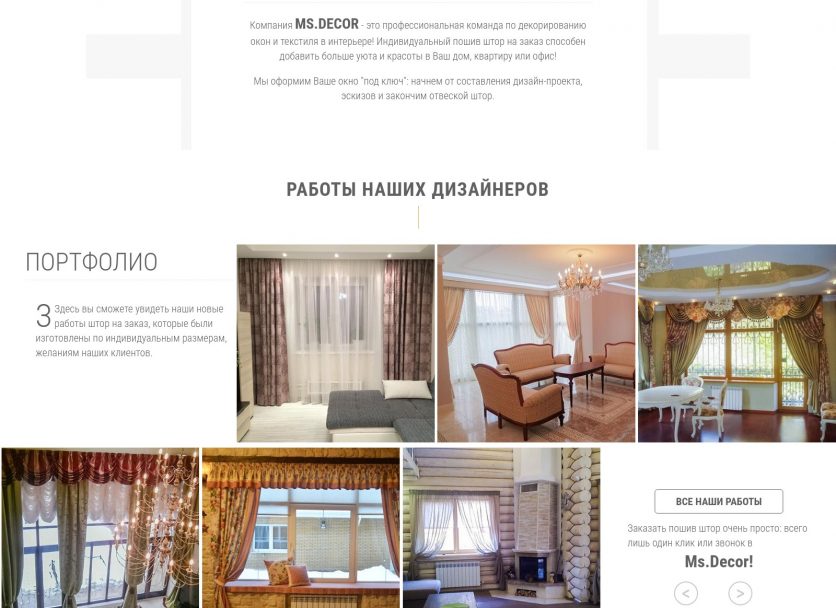 Компания MS.DECOR - это профессиональная команда по декорированию
окон и текстиля в интерьере! Индивидуальный пошив штор на заказ способен
добавить больше уюта и красоты в Ваш дом, квартиру или офис!
Мы оформим Ваше окно "под ключ": начнем от составления дизайн-проекта,
эскизов и закончим отвеской штор.
РАБОТЫ НАШИХ ДИЗАЙНЕРОВ
ПОРТФОЛИО
З Здесь вы сможете увидеть наши новые
работы штор на заказ, которые были
изготовлены по индивидуальным размерам,
желаниям наших клиентов.
ВСЕ НАШИ РАБОТЫ
Заказать пошив штор очень просто: всего
лишь один клик или звонок в
Ms.Decor!